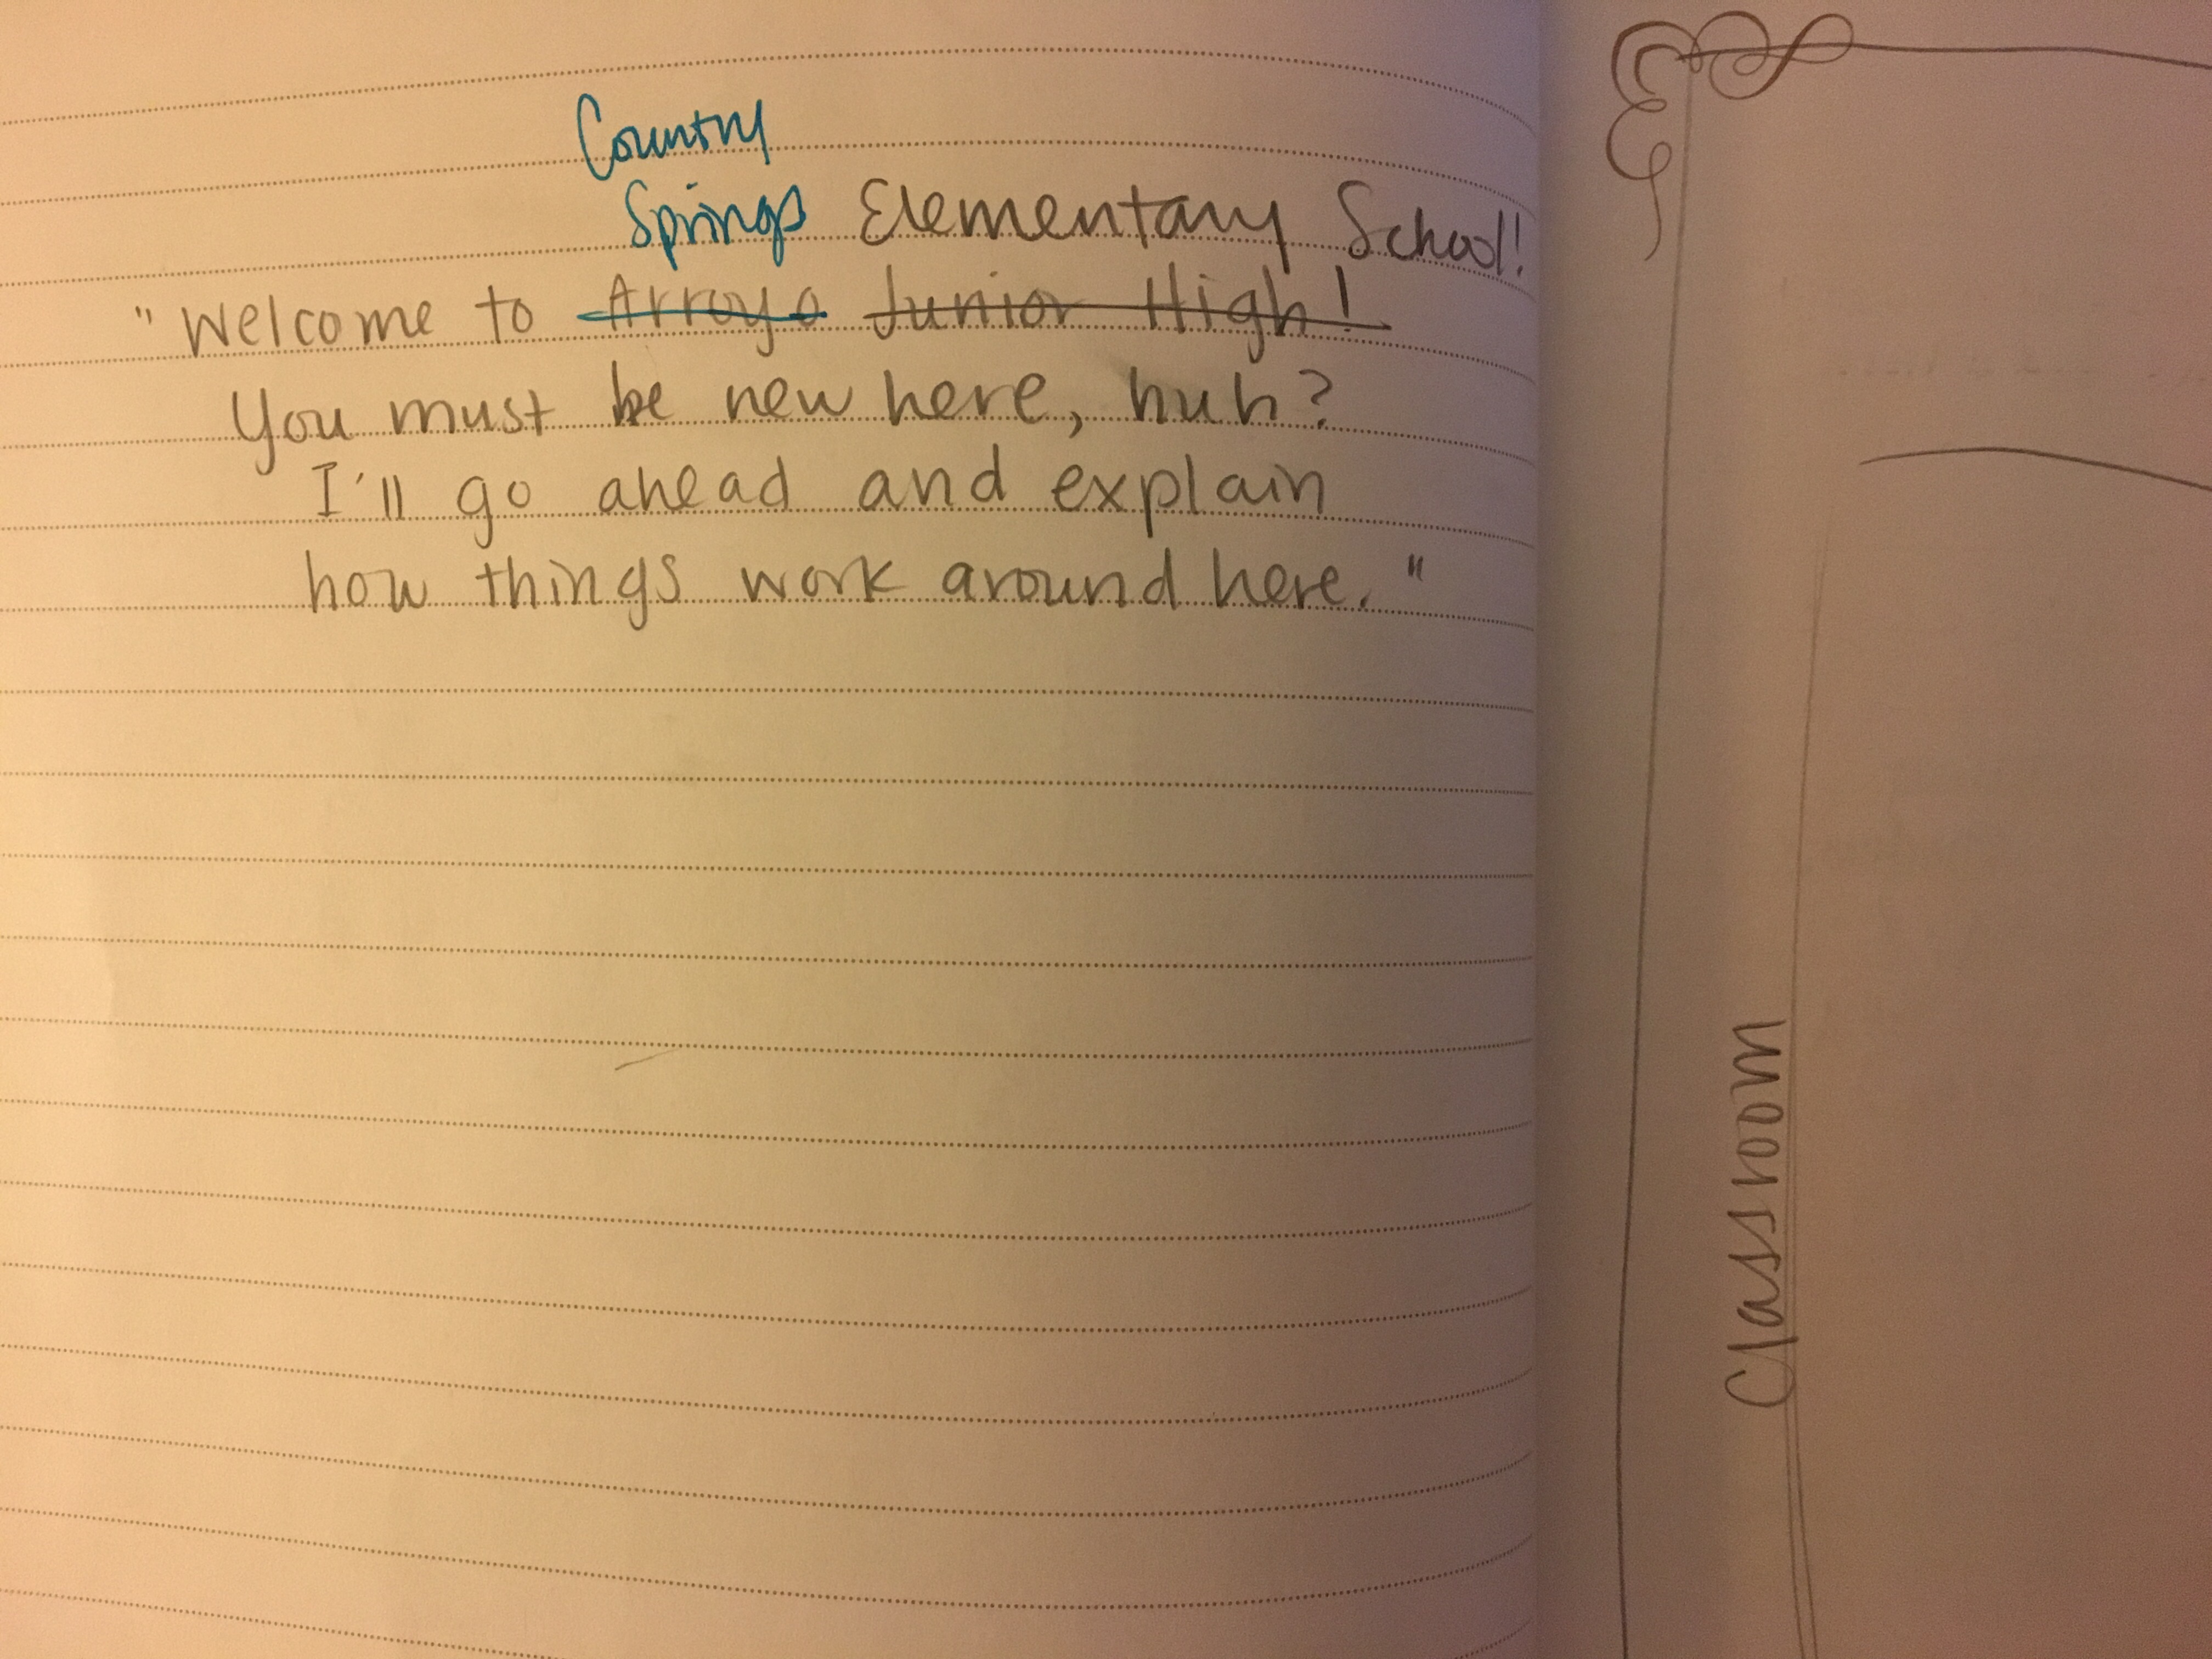 Country
Springs Elementary School!
"Welcome to Arroyo Junior High!
You must be new here, huh?
I'll go ahead and explain
how things work around here."
Classroom